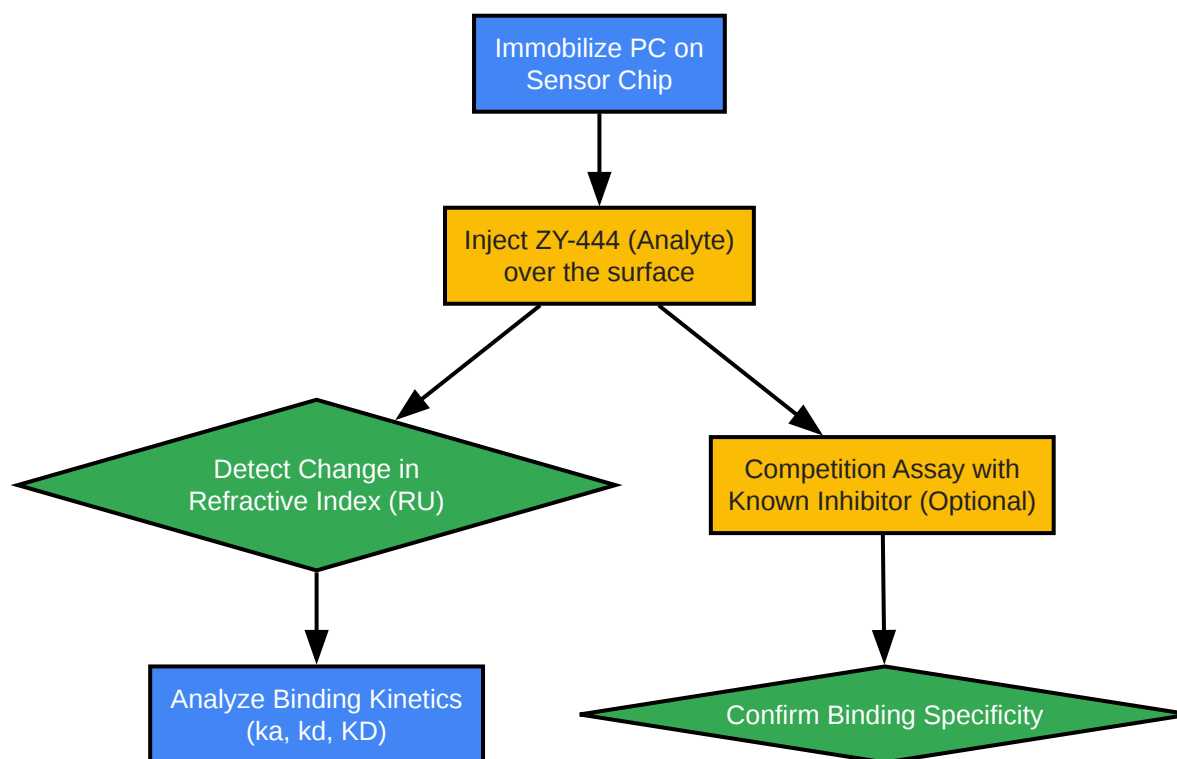 Immobilize PC on
Sensor Chip
Inject ZY-444 (Analyte)
over the surface
Detect Change in
Refractive Index (RU)
Competition Assay with
Known Inhibitor (Optional)
Analyze Binding Kinetics
(ka, kd, KD)
Confirm Binding Specificity